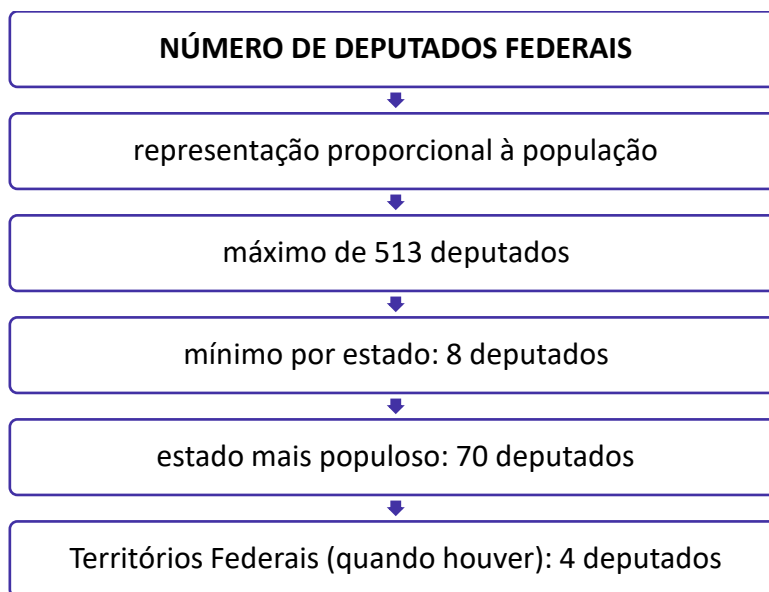 NÚMERO DE DEPUTADOS FEDERAIS
representação proporcional à população
máximo de 513 deputados
mínimo por estado: 8 deputados
estado mais populoso: 70 deputados
Territórios Federais (quando houver): 4 deputados